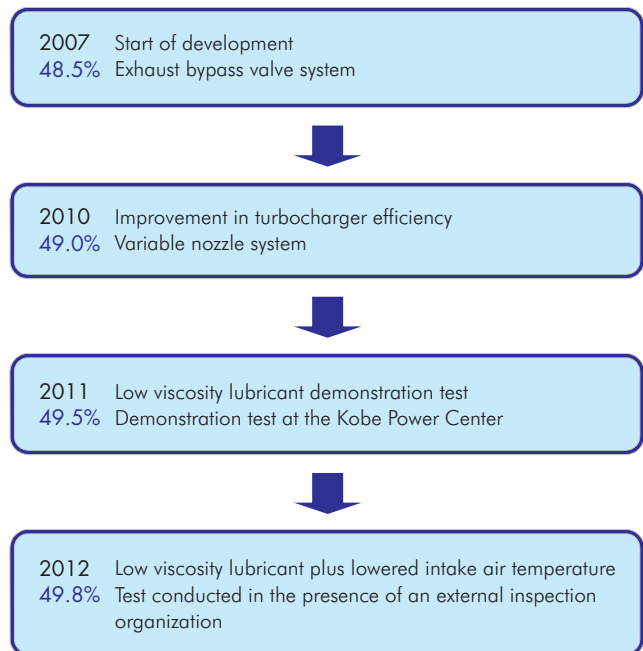 2007 Start of development
48.5% Exhaust bypass valve system
2010 Improvement in turbocharger efficiency
49.0% Variable nozzle system
2011 Low viscosity lubricant demonstration test
49.5% Demonstration test at the Kobe Power Center
2012 Low viscosity lubricant plus lowered intake air temperature
49.8% Test conducted in the presence of an external inspection
organization